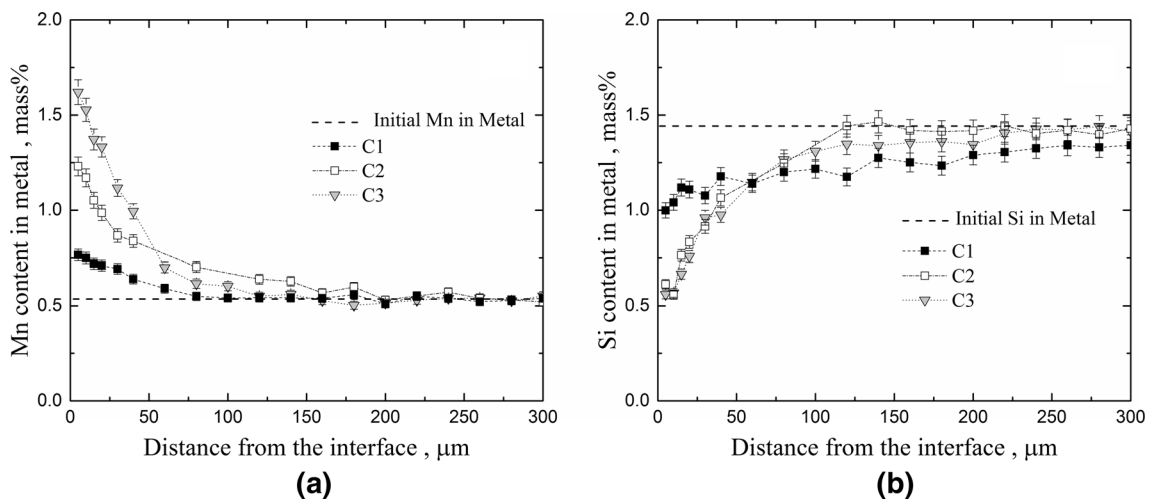 Mn content in metal , mass%
2.0
1.5
1.0
0.5
0.0
Initial Mn in Metal
C1
C2
C3
0 50 100 150 200 250 300
Distance from the interface , μm
(a)
Si content in metal , mass%
2.0
1.5
1.0
0.5
0.0
Initial Si in Metal
C1
C2
C3
0 50 100 150 200 250 300
Distance from the interface , μm
(b)